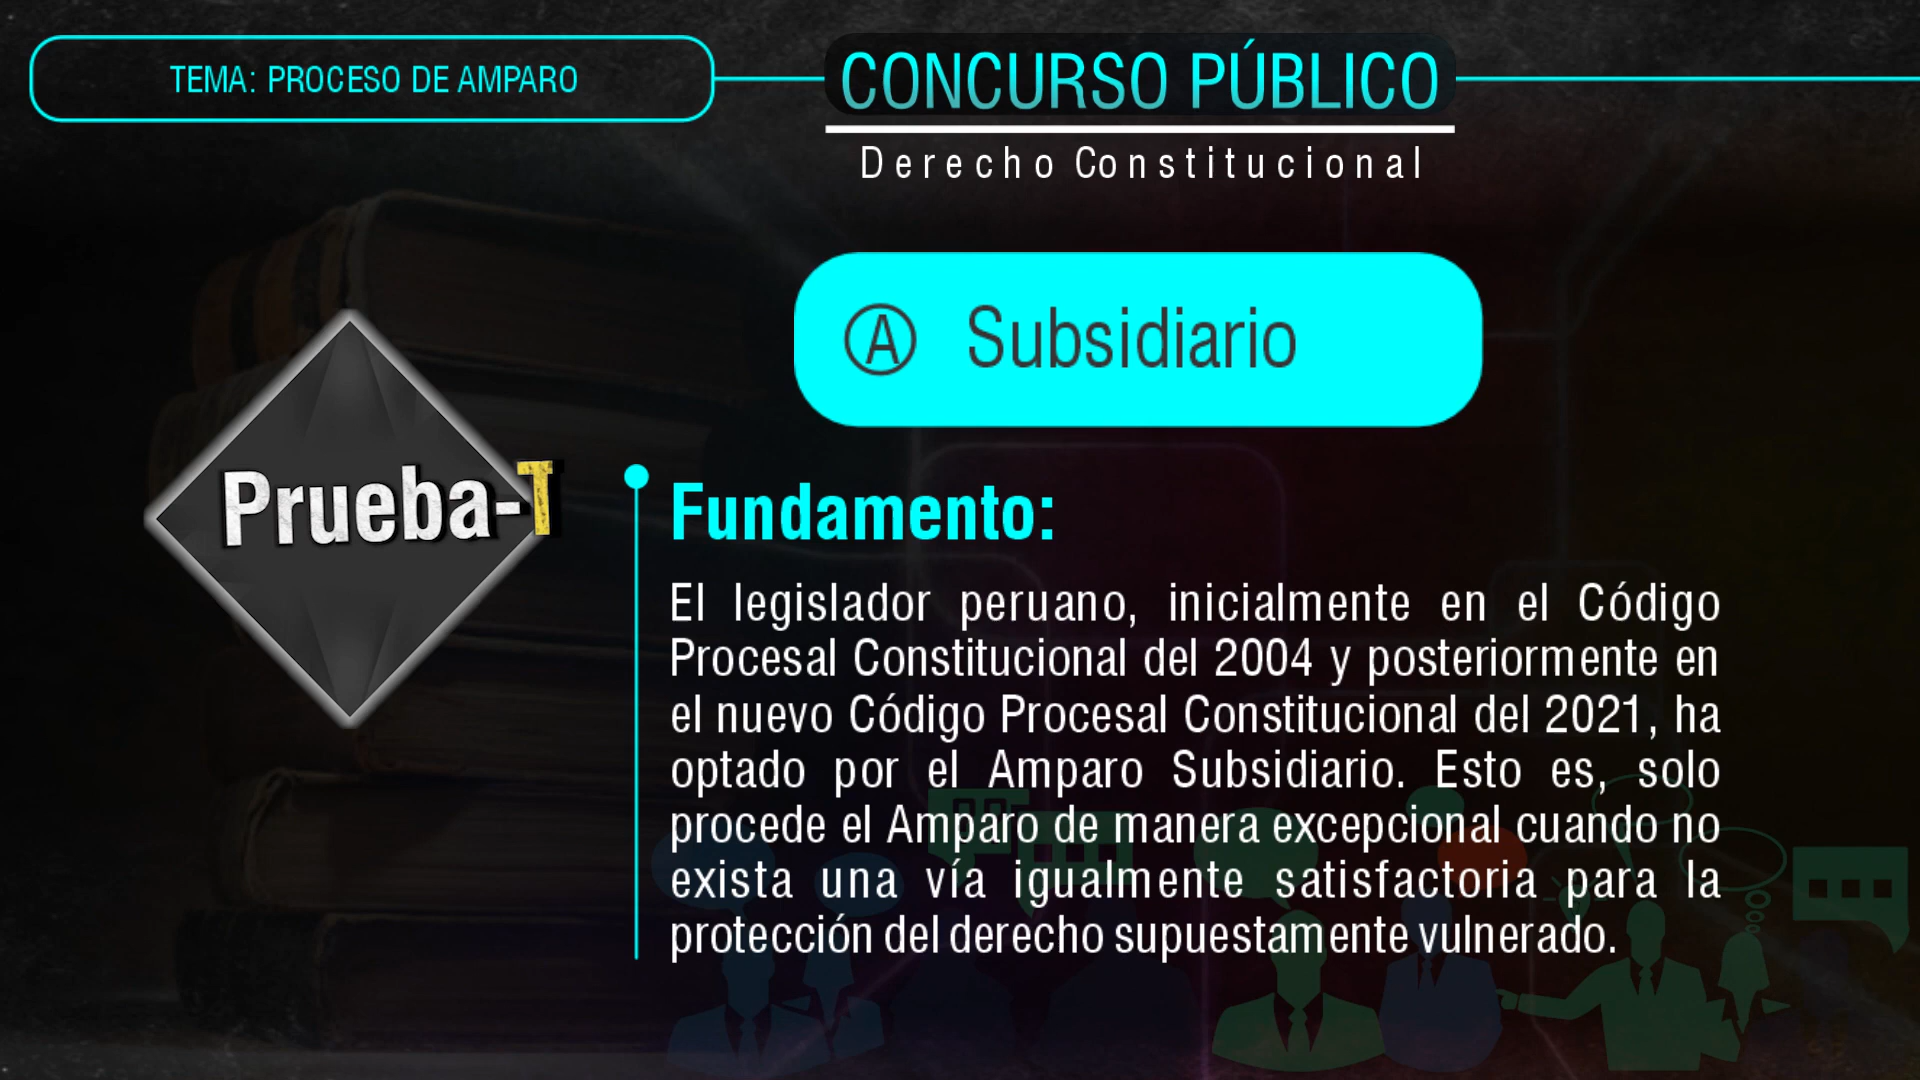 TEMA: PROCESO DE AMPARO
CONCURSO PÚBLICO
Derecho Constitucional
A Subsidiario
Prueba-T
Fundamento:
El legislador peruano, inicialmente en el Código
Procesal Constitucional del 2004 y posteriormente en
el nuevo Código Procesal Constitucional del 2021, ha
optado por el Amparo Subsidiario. Esto es, solo
procede el Amparo de manera excepcional cuando no
exista una vía igualmente satisfactoria para la
protección del derecho supuestamente vulnerado.